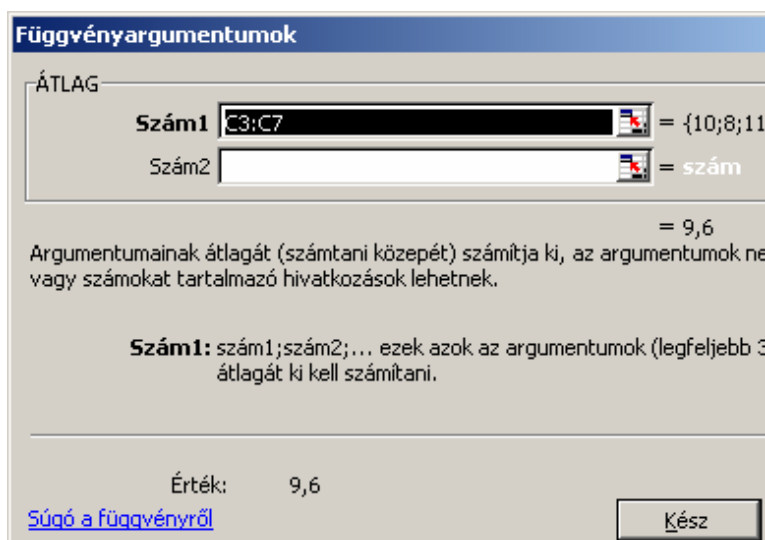 Függvényargumentumok
ÁTLAG
Szám1 C3:C7 = {10;8;11
Szám2 = szám
= 9,6
Argumentumainak átlagát (számtani közepét) számítja ki, az argumentumok ne
vagy számokat tartalmazó hivatkozások lehetnek.
Szám1: szám1;szám2;... ezek azok az argumentumok (legfeljebb 3
átlagát ki kell számítani.
Érték: 9,6
Súgó a függvényről
Kész